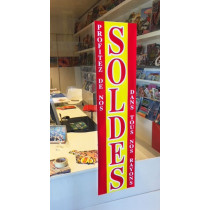 PROFITEZ DE NOS
SOLDES
DANS TOUS NOS RAYONS